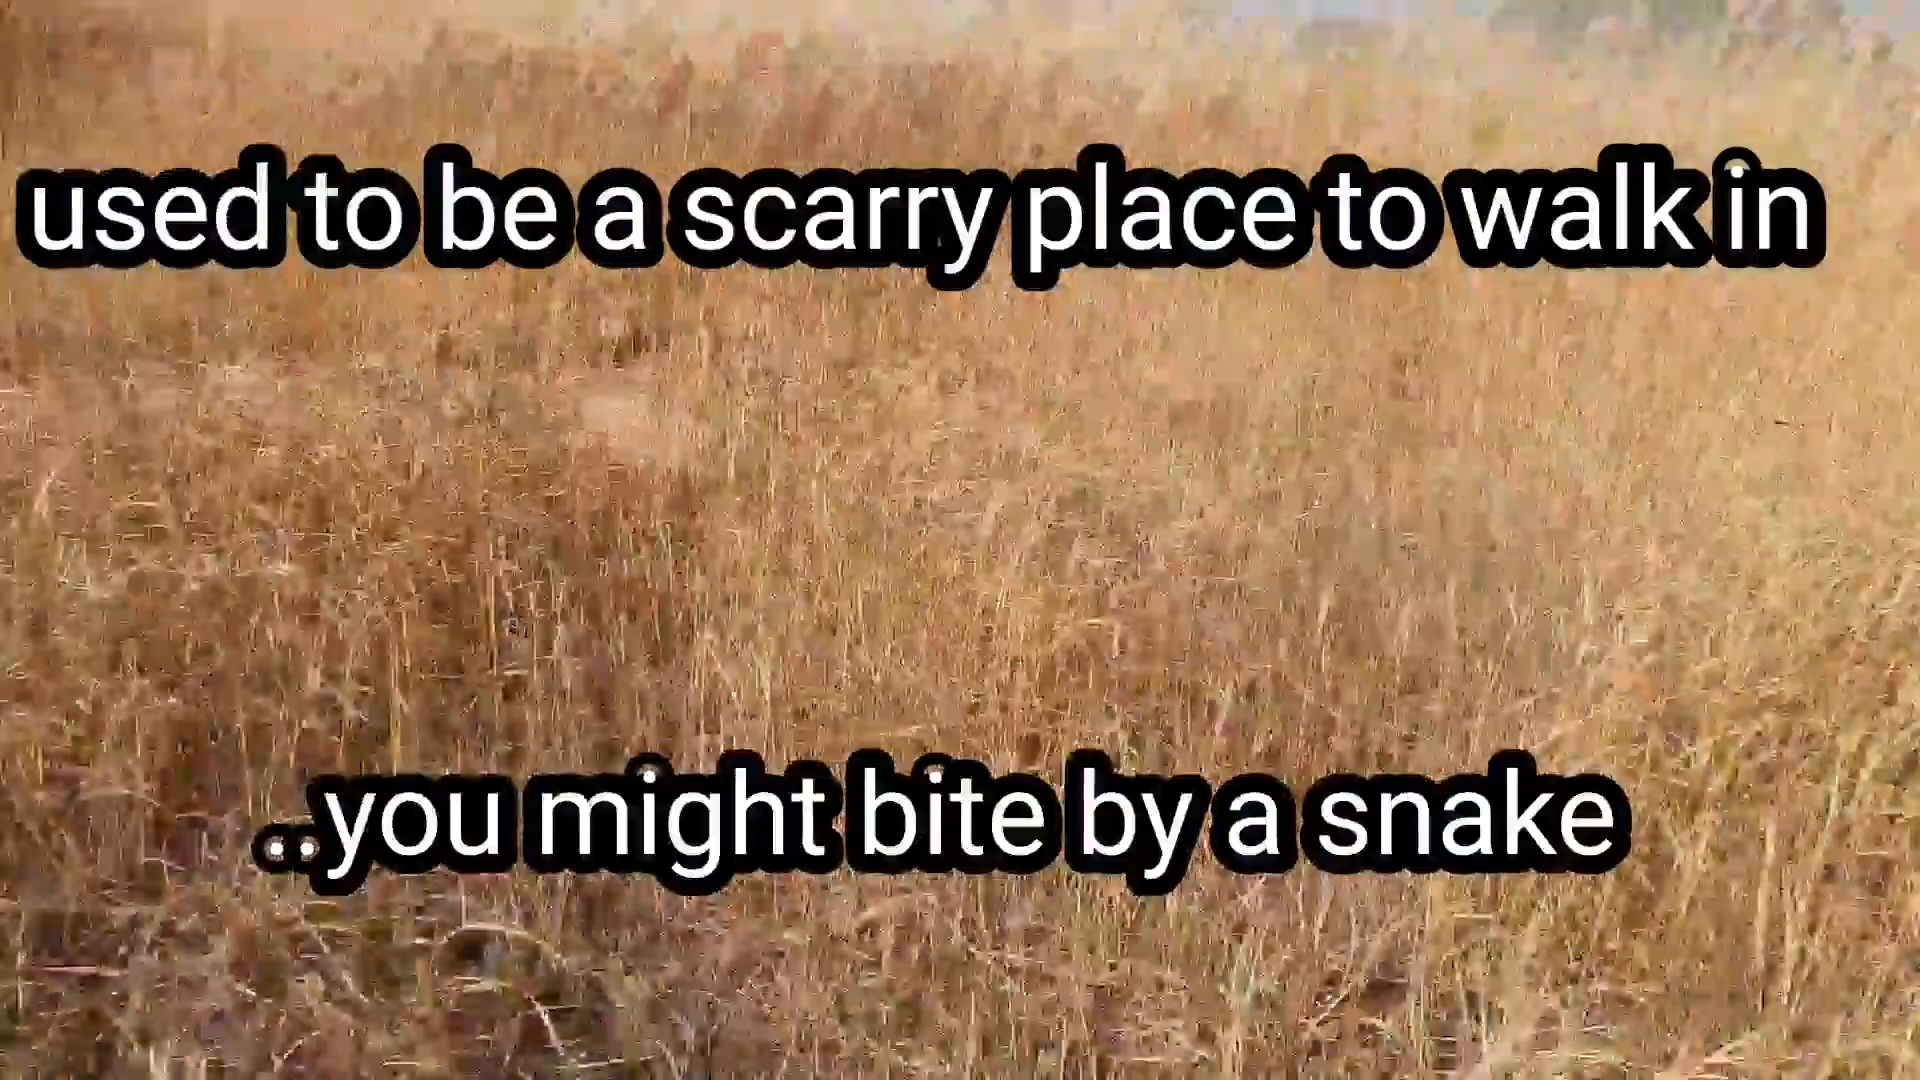 used to be a scarry place to walk in
..you might bite by a snake